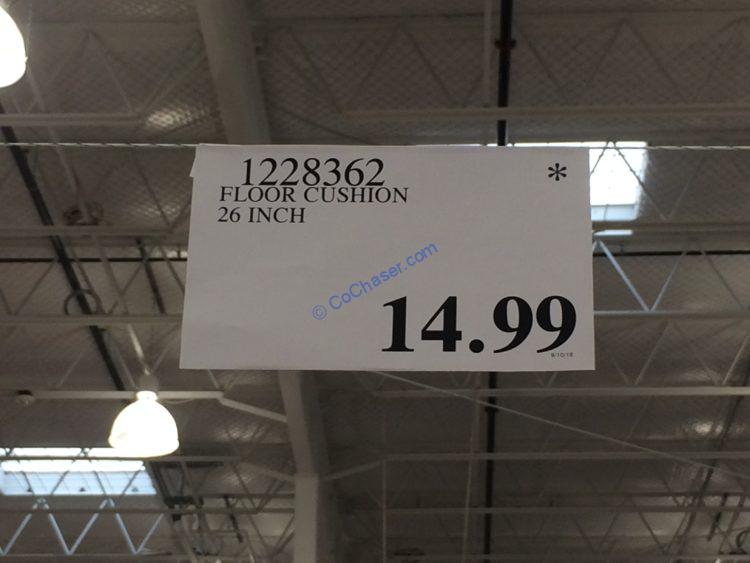 1228362 *
FLOOR CUSHION
26 INCH
© CoChaser.com
14.99
9/10/18